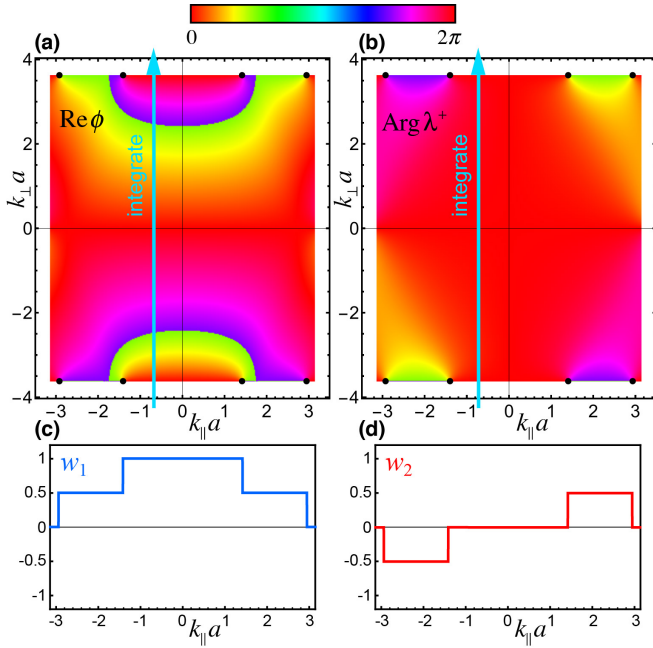 0 2π
(a) (b)
4 4
Re ϕ Arg λ⁺
2 2
integrate integrate
k⊥a 0 k⊥a 0
−2 −2
−4 −4
−3 −2 −1 0 1 2 3 −3 −2 −1 0 1 2 3
k∥a k∥a
(c) (d)
1 w₁ 1 w₂
0.5 0.5
0 0
-0.5 -0.5
-1 -1
-3 -2 -1 0 1 2 3 -3 -2 -1 0 1 2 3
k∥a k∥a